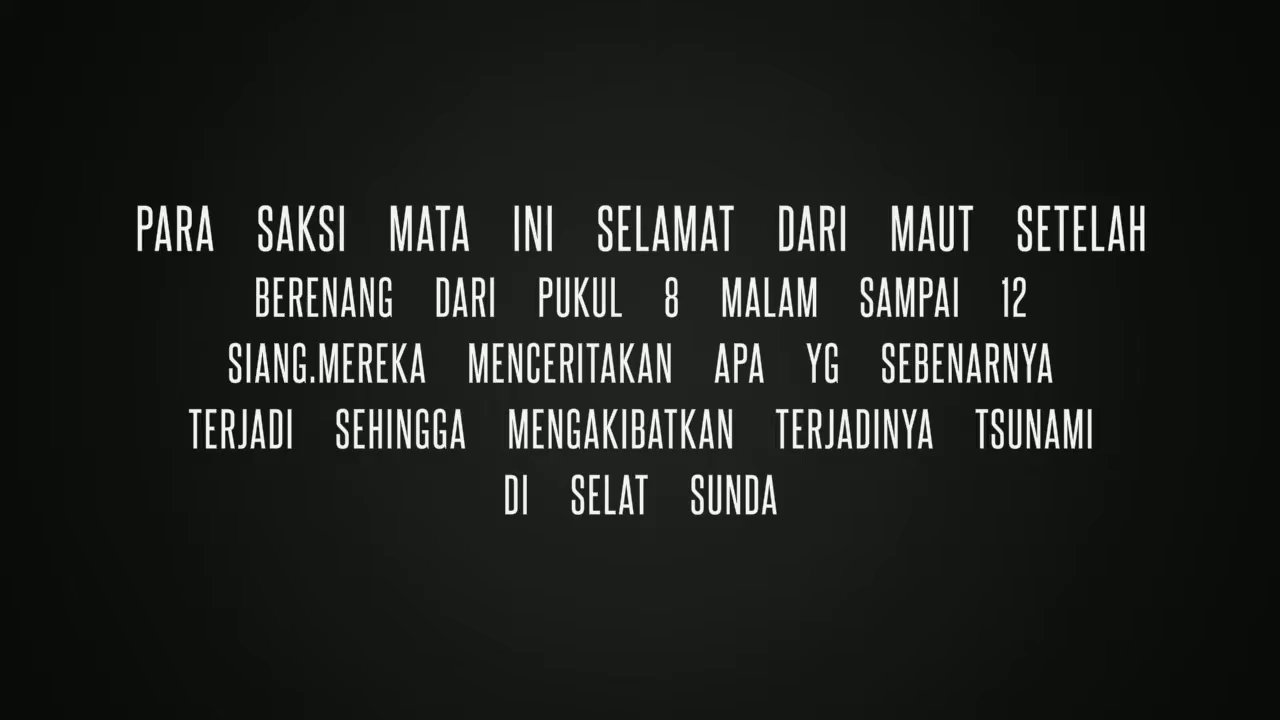 PARA SAKSI MATA INI SELAMAT DARI MAUT SETELAH
BERENANG DARI PUKUL 8 MALAM SAMPAI 12
SIANG.MEREKA MENCERITAKAN APA YG SEBENARNYA
TERJADI SEHINGGA MENGAKIBATKAN TERJADINYA TSUNAMI
DI SELAT SUNDA